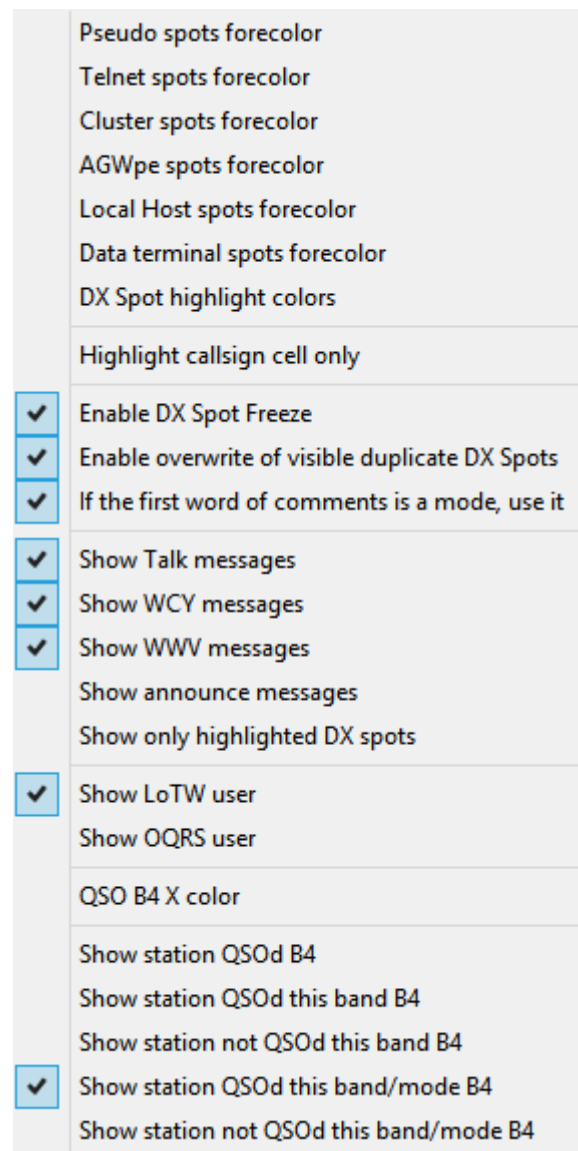 Pseudo spots forecolor
Telnet spots forecolor
Cluster spots forecolor
AGWpe spots forecolor
Local Host spots forecolor
Data terminal spots forecolor
DX Spot highlight colors
Highlight callsign cell only
Enable DX Spot Freeze
Enable overwrite of visible duplicate DX Spots
If the first word of comments is a mode, use it
Show Talk messages
Show WCY messages
Show WWV messages
Show announce messages
Show only highlighted DX spots
Show LoTW user
Show OQRS user
QSO B4 X color
Show station QSOd B4
Show station QSOd this band B4
Show station not QSOd this band B4
Show station QSOd this band/mode B4
Show station not QSOd this band/mode B4